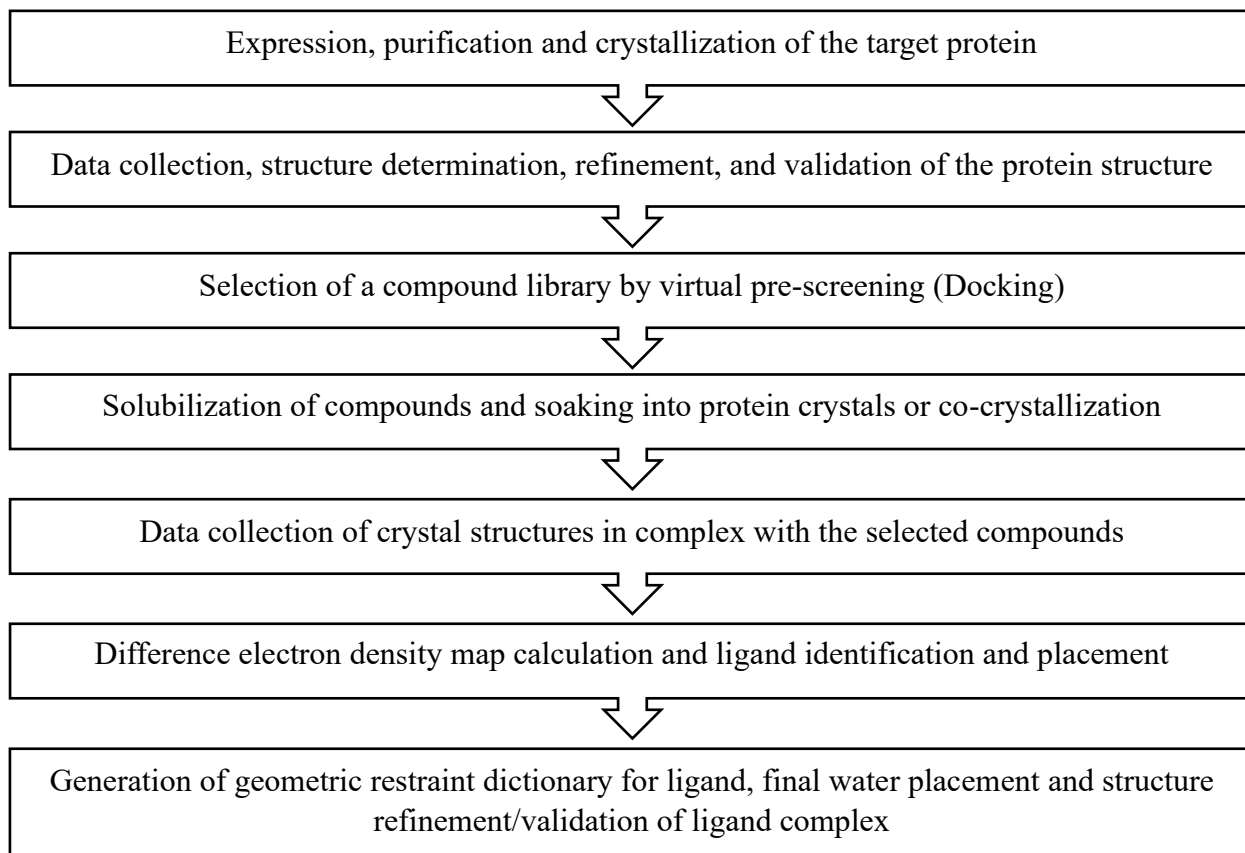 Expression, purification and crystallization of the target protein
Data collection, structure determination, refinement, and validation of the protein structure
Selection of a compound library by virtual pre-screening (Docking)
Solubilization of compounds and soaking into protein crystals or co-crystallization
Data collection of crystal structures in complex with the selected compounds
Difference electron density map calculation and ligand identification and placement
Generation of geometric restraint dictionary for ligand, final water placement and structure
refinement/validation of ligand complex